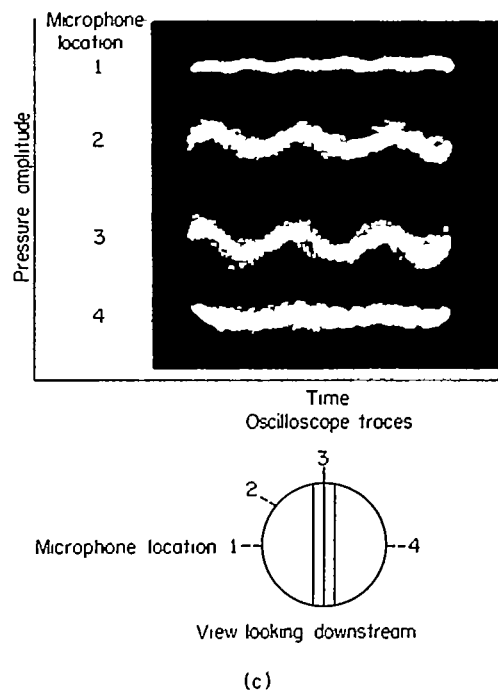 Microphone
location
1
2
3
4
Pressure amplitude
Time
Oscilloscope traces
3
2
Microphone location 1
4
View looking downstream
(c)